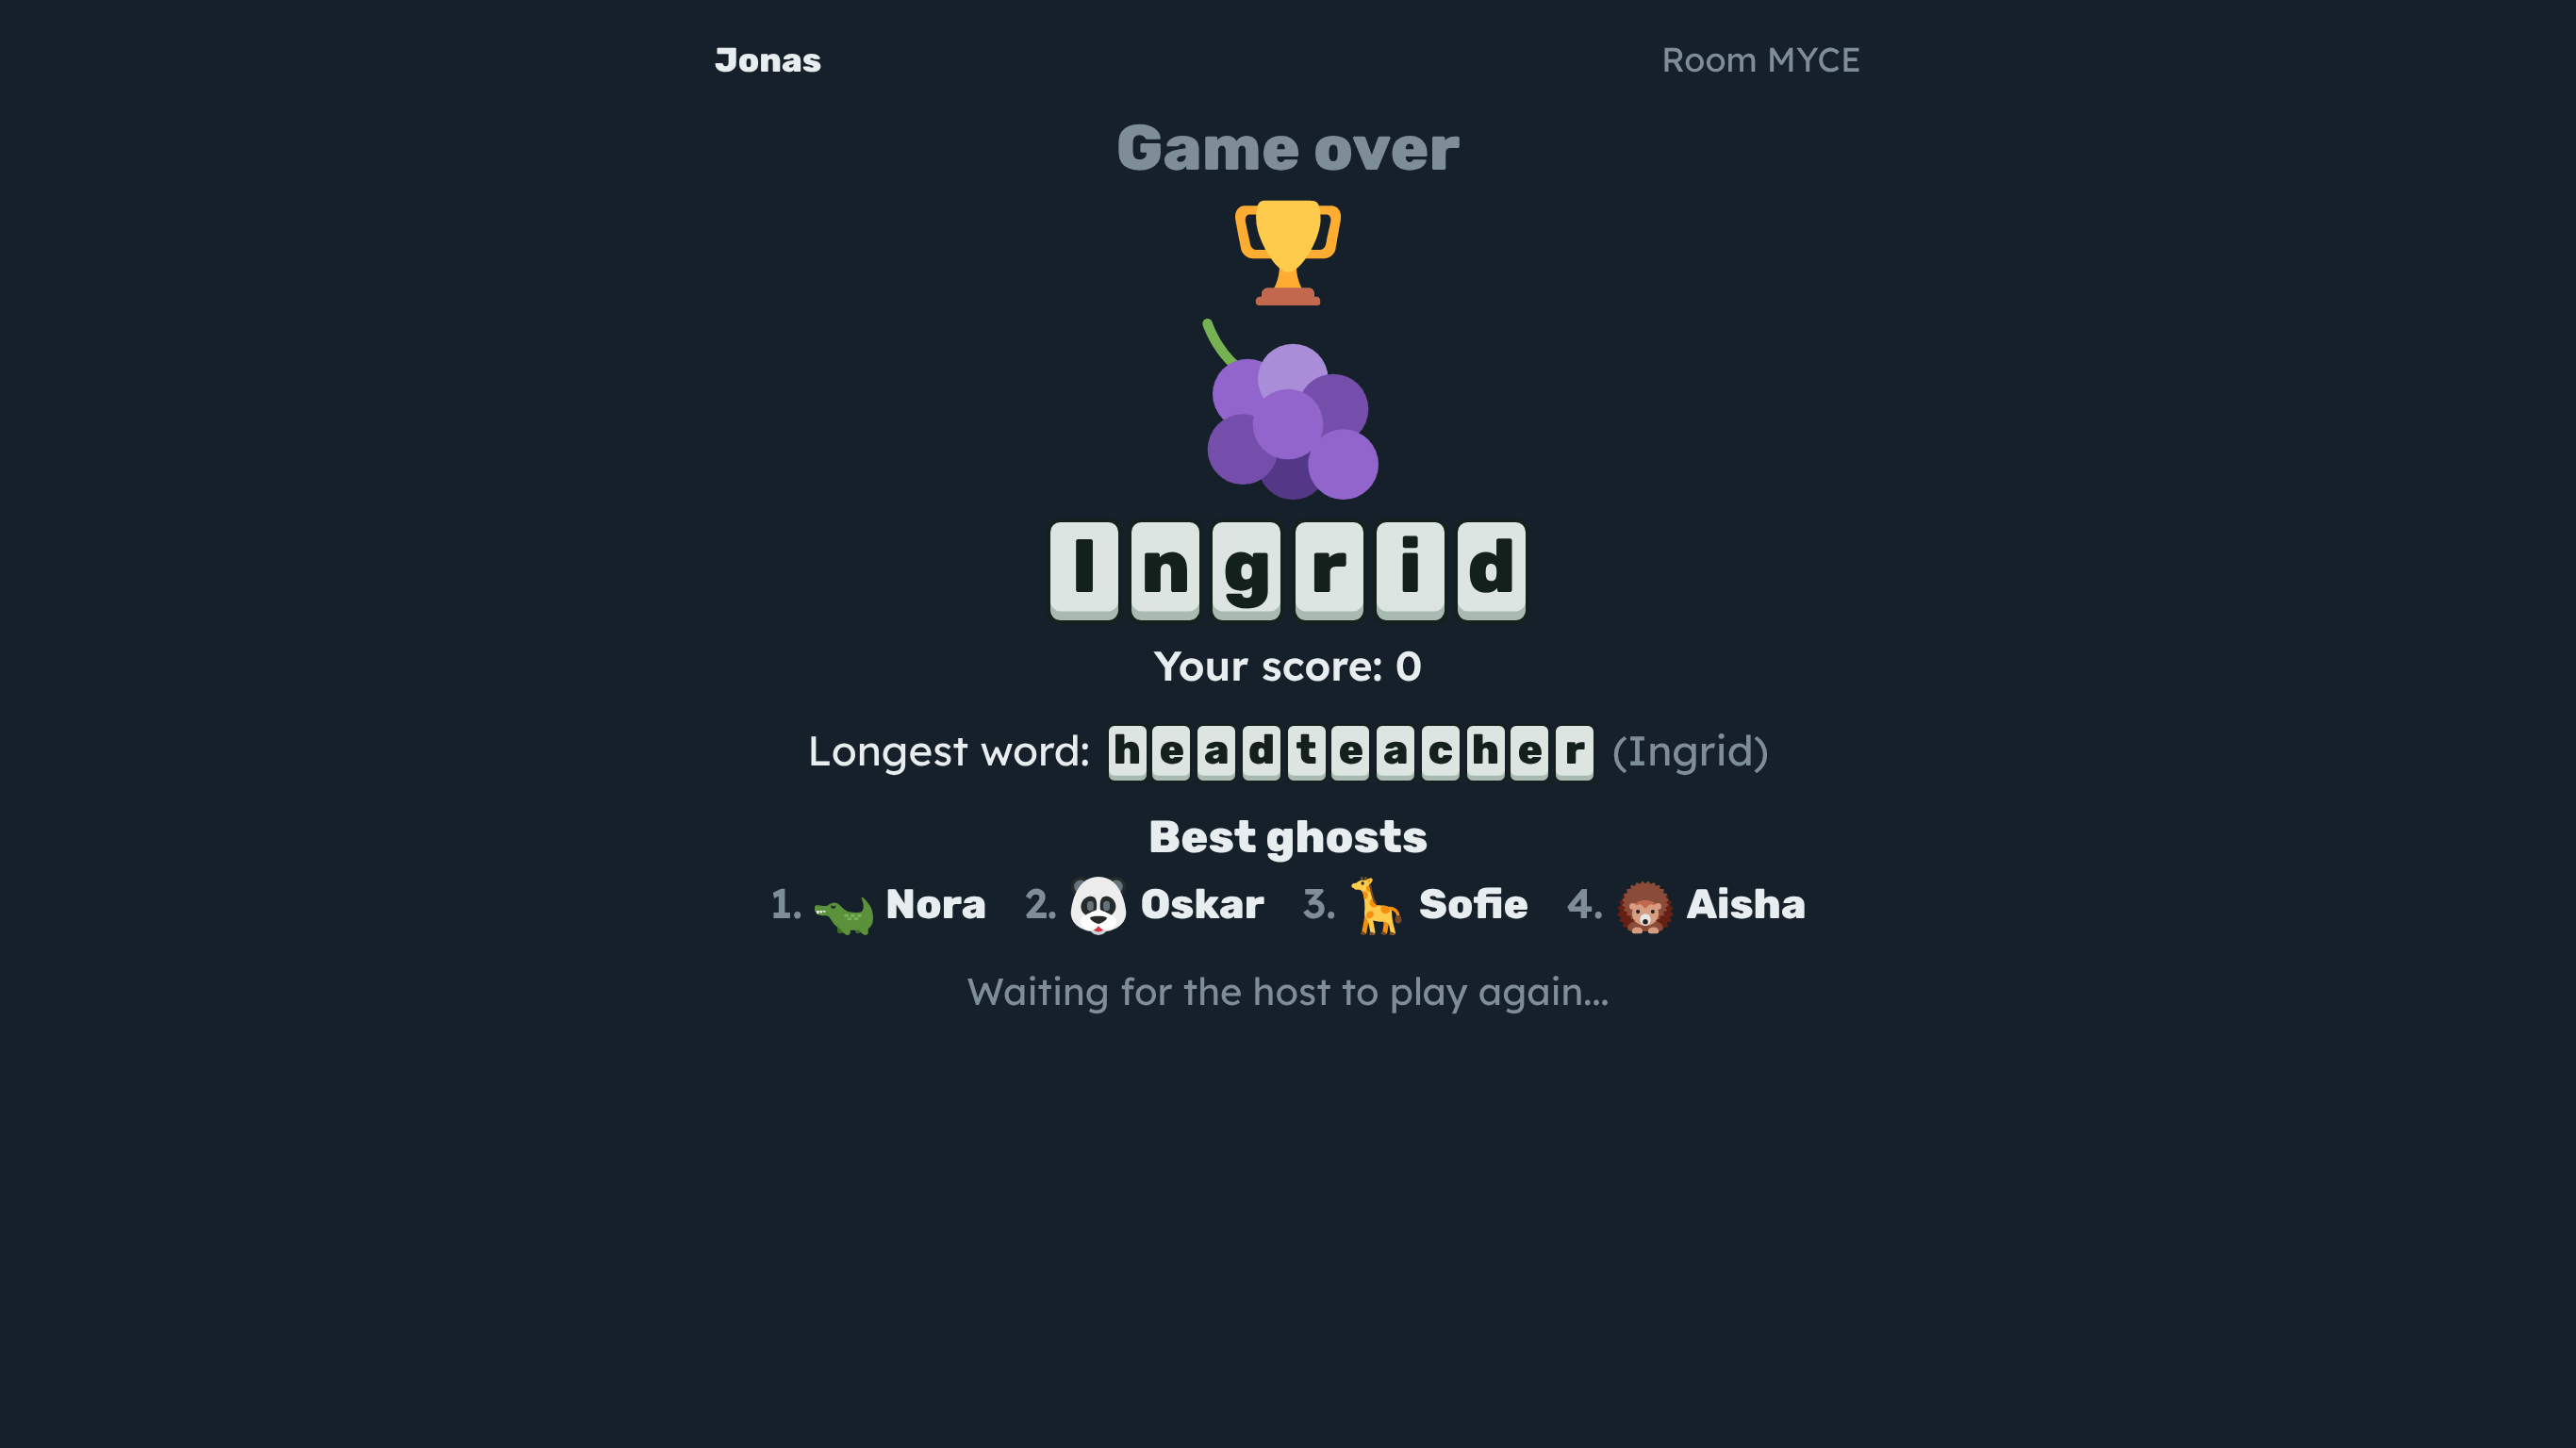 Jonas Room MYCE
Game over
Ingrid
Your score: 0
Longest word: headteacher (Ingrid)
Best ghosts
1. Nora 2. Oskar 3. Sofie 4. Aisha
Waiting for the host to play again...